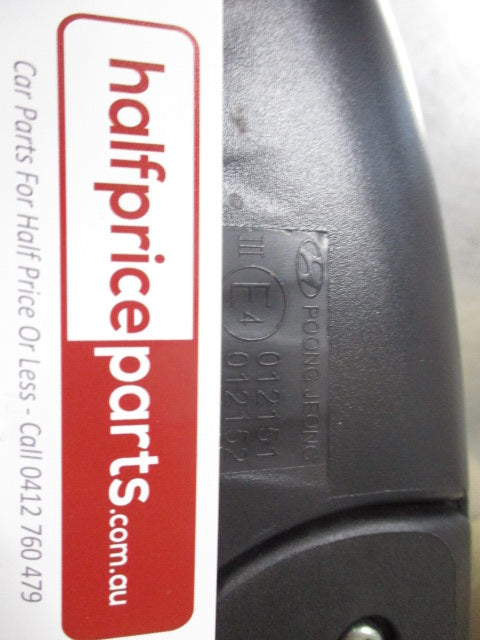 halfpriceparts.com.au
Car Parts For Half Price Or Less - Call 0412 760 479
POONG JEONG
III E4 012151
012152